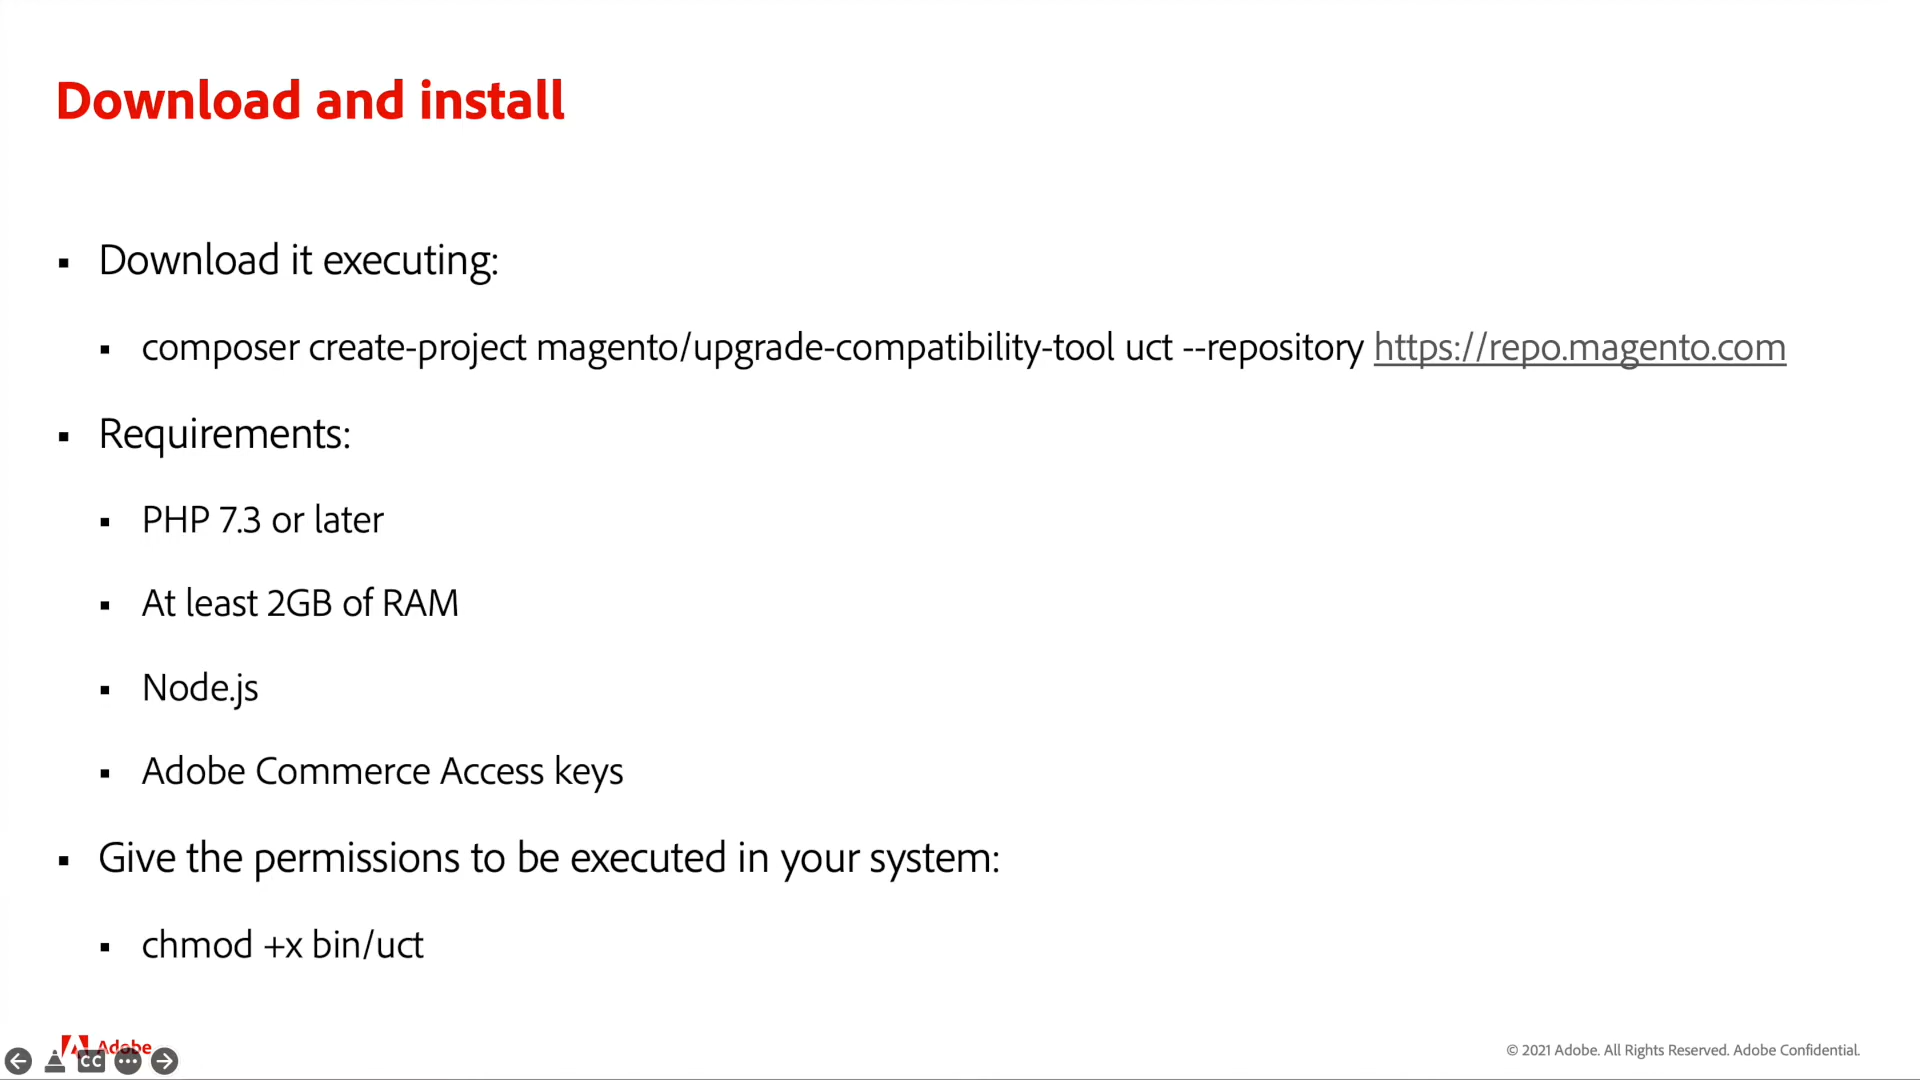 Download and install
▪ Download it executing:
▪ composer create-project magento/upgrade-compatibility-tool uct --repository https://repo.magento.com
▪ Requirements:
▪ PHP 7.3 or later
▪ At least 2GB of RAM
▪ Node.js
▪ Adobe Commerce Access keys
▪ Give the permissions to be executed in your system:
▪ chmod +x bin/uct
Adobe
CC
© 2021 Adobe. All Rights Reserved. Adobe Confidential.